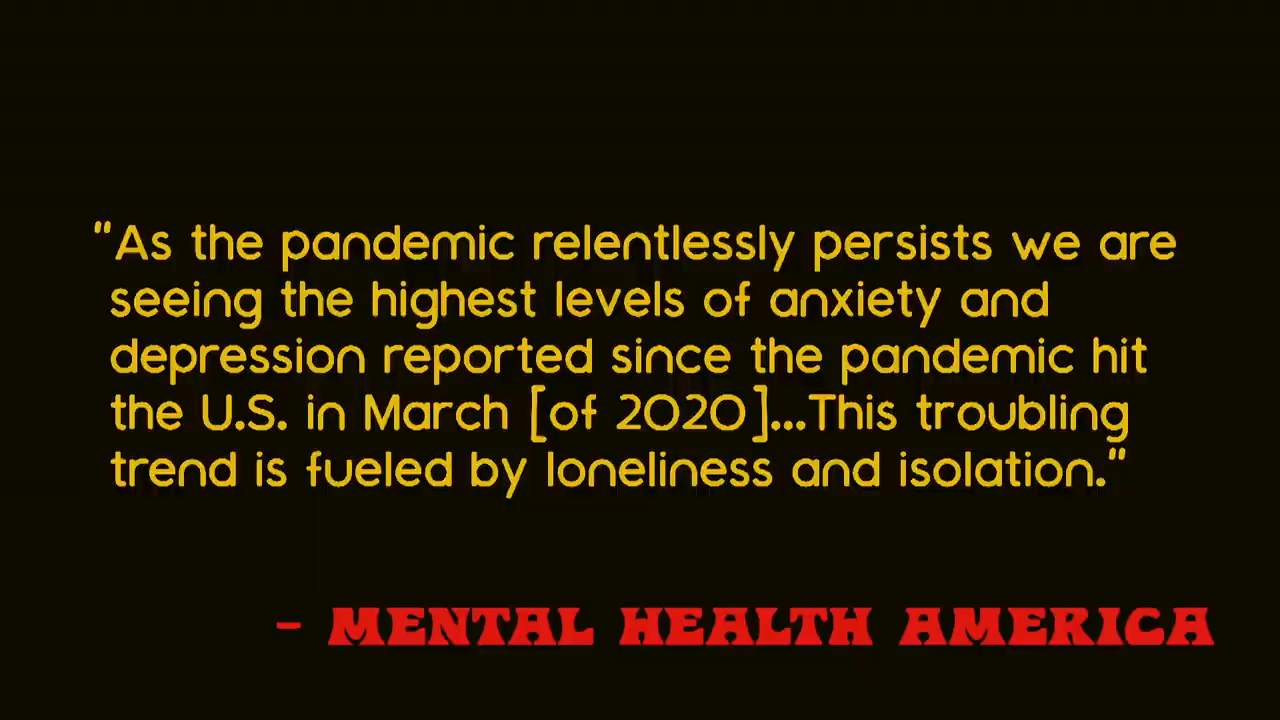 "As the pandemic relentlessly persists we are
seeing the highest levels of anxiety and
depression reported since the pandemic hit
the U.S. in March [of 2020]...This troubling
trend is fueled by loneliness and isolation."
- MENTAL HEALTH AMERICA